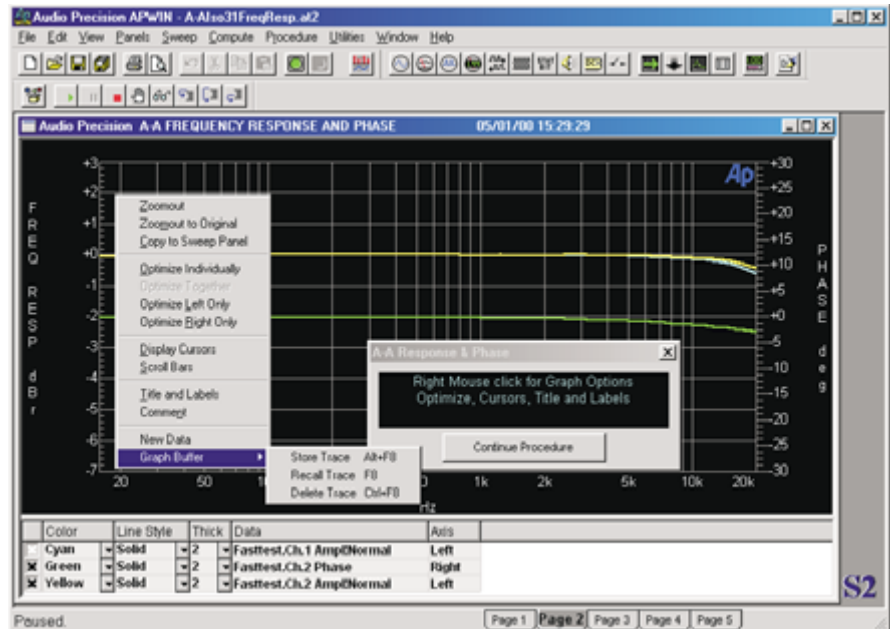 Audio Precision APWIN - A-Also31FreqResp.at2
File Edit View Panels Sweep Compute Procedure Utilities Window Help
Audio Precision A-A FREQUENCY RESPONSE AND PHASE 05/01/00 15:29:29
Ap
FREQ RESP dBr
+3
+2
+1
+0
-1
-2
-3
-4
-5
-6
-7
+30
+25
+20
+15
+10
+5
+0
-5
-10
-20
-25
-30
PHASE deg
Zoomout
Zoomout to Original
Copy to Sweep Panel
Optimize Individually
Optimize Together
Optimize Left Only
Optimize Right Only
Display Cursors
Scroll Bars
Title and Labels
Comment
New Data
Graph Buffer
Store Trace Alt+F8
Recall Trace F8
Delete Trace Ctrl+F8
A-A Response & Phase
Right Mouse click for Graph Options
Optimize, Cursors, Title and Labels
Continue Procedure
20 50 1k 2k 5k 10k 20k
Hz
Color Line Style Thick Data Axis
Cyan Solid 2 Fasttest.Ch.1 Ampl!Normal Left
Green Solid 2 Fasttest.Ch.2 Phase Right
Yellow Solid 2 Fasttest.Ch.2 Ampl!Normal Left
S2
Paused. Page 1 Page 2 Page 3 Page 4 Page 5